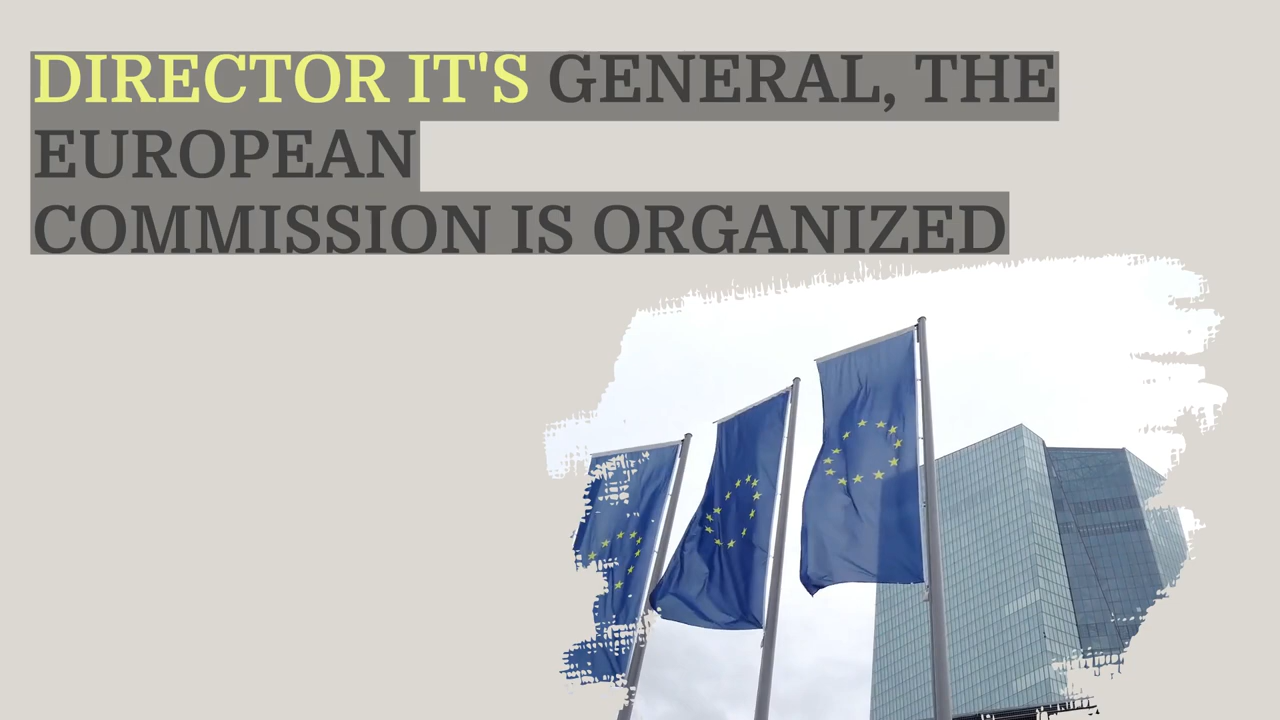 DIRECTOR IT'S GENERAL, THE
EUROPEAN
COMMISSION IS ORGANIZED